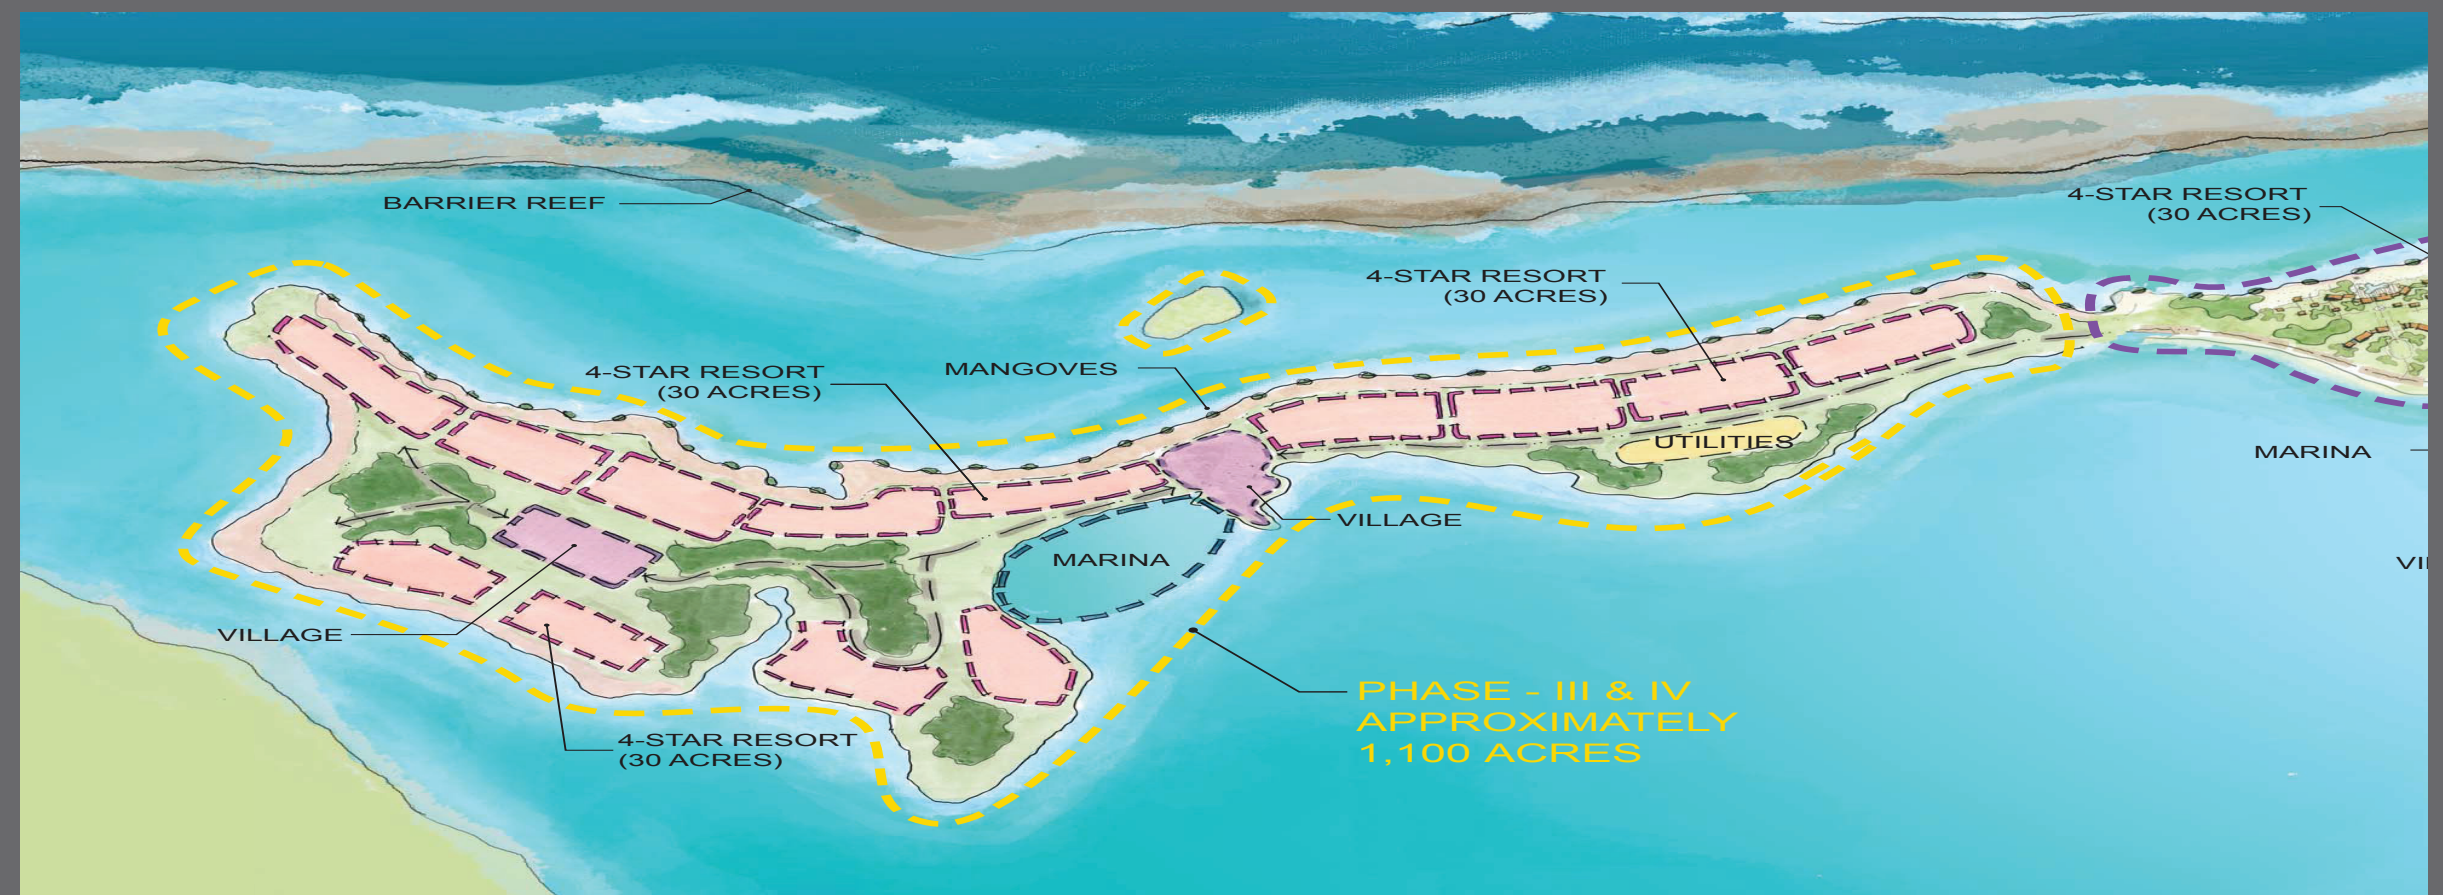 BARRIER REEF
4-STAR RESORT
(30 ACRES)
4-STAR RESORT
(30 ACRES)
4-STAR RESORT
(30 ACRES)
MANGOVES
UTILITIES
MARINA
VILLAGE
MARINA
VILLAGE
PHASE - III & IV
APPROXIMATELY
1,100 ACRES
4-STAR RESORT
(30 ACRES)